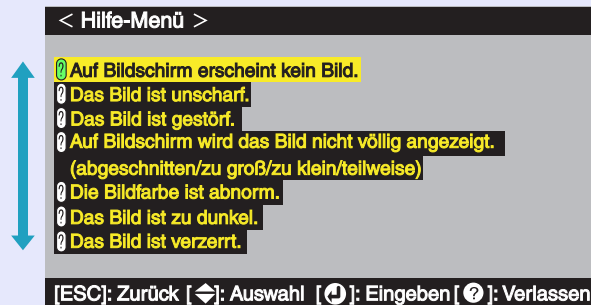 < Hilfe-Menü >
? Auf Bildschirm erscheint kein Bild.
? Das Bild ist unscharf.
? Das Bild ist gestörf.
? Auf Bildschirm wird das Bild nicht völlig angezeigt.
(abgeschnitten/zu groß/zu klein/teilweise)
? Die Bildfarbe ist abnorm.
? Das Bild ist zu dunkel.
? Das Bild ist verzerrt.
[ESC]: Zurück [ ]: Auswahl [ ]: Eingeben [ ? ]: Verlassen